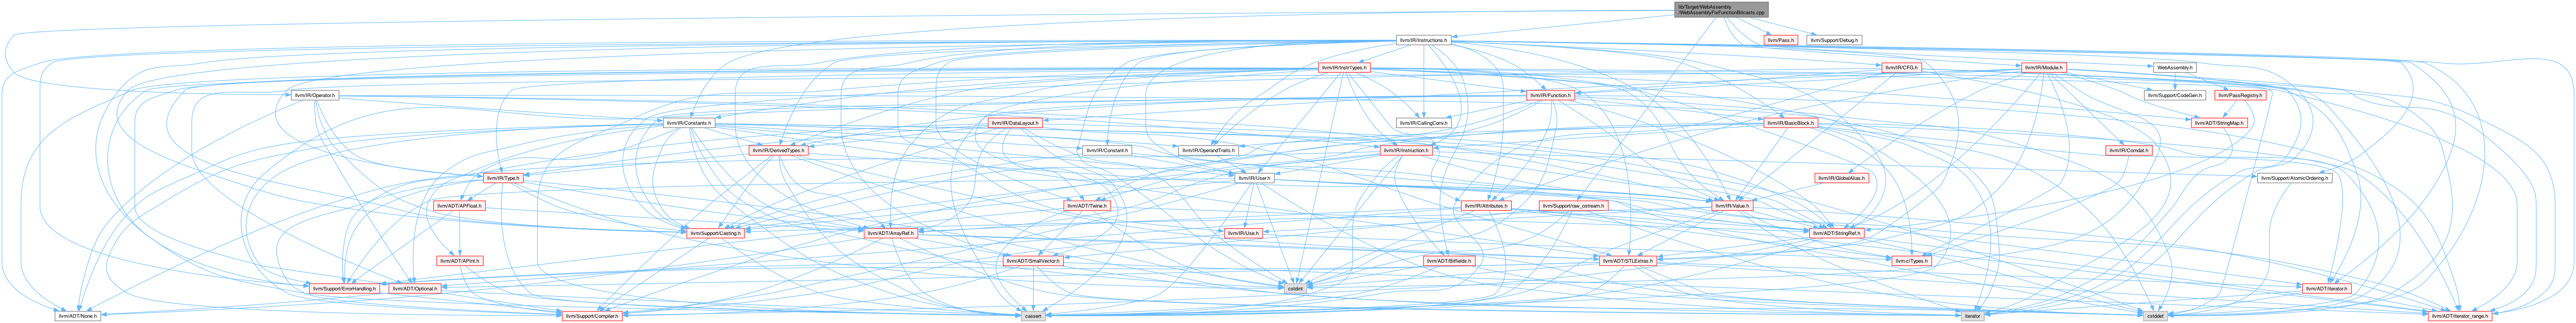 lib/Target/WebAssembly
/WebAssemblyFixFunctionBitcasts.cpp
llvm/IR/Instructions.h
llvm/Pass.h
llvm/Support/Debug.h
llvm/IR/InstrTypes.h
llvm/IR/CFG.h
llvm/IR/Module.h
WebAssembly.h
llvm/IR/Operator.h
llvm/IR/Function.h
llvm/Support/CodeGen.h
llvm/PassRegistry.h
llvm/IR/Constants.h
llvm/IR/DataLayout.h
llvm/IR/CallingConv.h
llvm/IR/BasicBlock.h
llvm/ADT/StringMap.h
llvm/IR/DerivedTypes.h
llvm/IR/Constant.h
llvm/IR/OperandTraits.h
llvm/IR/Instruction.h
llvm/IR/Comdat.h
llvm/IR/Type.h
llvm/IR/User.h
llvm/IR/GlobalAlias.h
llvm/Support/AtomicOrdering.h
llvm/ADT/APFloat.h
llvm/ADT/Twine.h
llvm/IR/Attributes.h
llvm/Support/raw_ostream.h
llvm/IR/Value.h
llvm/Support/Casting.h
llvm/ADT/ArrayRef.h
llvm/IR/Use.h
llvm/ADT/StringRef.h
llvm/ADT/APInt.h
llvm/ADT/SmallVector.h
llvm/ADT/Bitfields.h
llvm/ADT/STLExtras.h
llvm-c/Types.h
llvm/Support/ErrorHandling.h
llvm/ADT/Optional.h
cstdint
llvm/ADT/iterator.h
llvm/ADT/None.h
llvm/Support/Compiler.h
cassert
iterator
cstddef
llvm/ADT/iterator_range.h